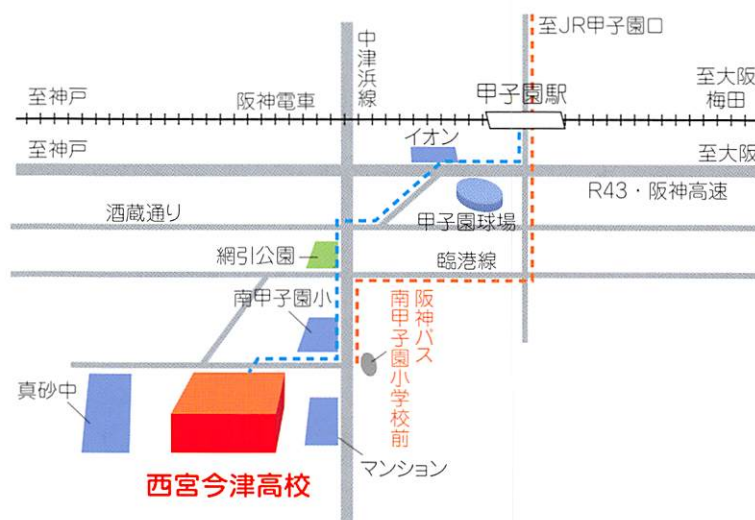 至JR甲子園口
中津浜線
至神戸
阪神電車
甲子園駅
至大阪
梅田
イオン
至神戸
至大阪
R43・阪神高速
酒蔵通り
甲子園球場
網引公園
臨港線
南甲子園小
阪神バス
南甲子園小学校前
真砂中
マンション
西宮今津高校